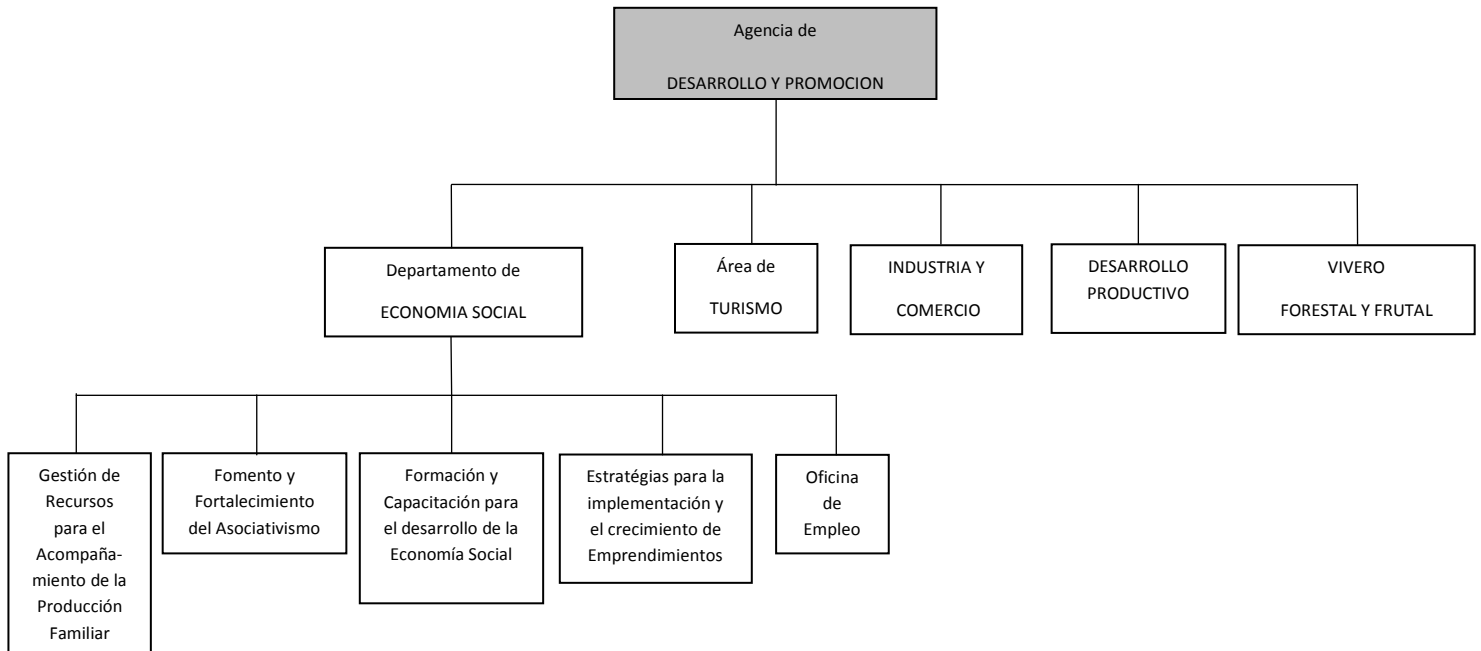 Agencia de
DESARROLLO Y PROMOCION
Departamento de
ECONOMIA SOCIAL
Área de
TURISMO
INDUSTRIA Y
COMERCIO
DESARROLLO
PRODUCTIVO
VIVERO
FORESTAL Y FRUTAL
Gestión de
Recursos
para el
Acompaña-
miento de la
Producción
Familiar
Fomento y
Fortalecimiento
del Asociativismo
Formación y
Capacitación para
el desarrollo de la
Economía Social
Estratégias para la
implementación y
el crecimiento de
Emprendimientos
Oficina
de
Empleo